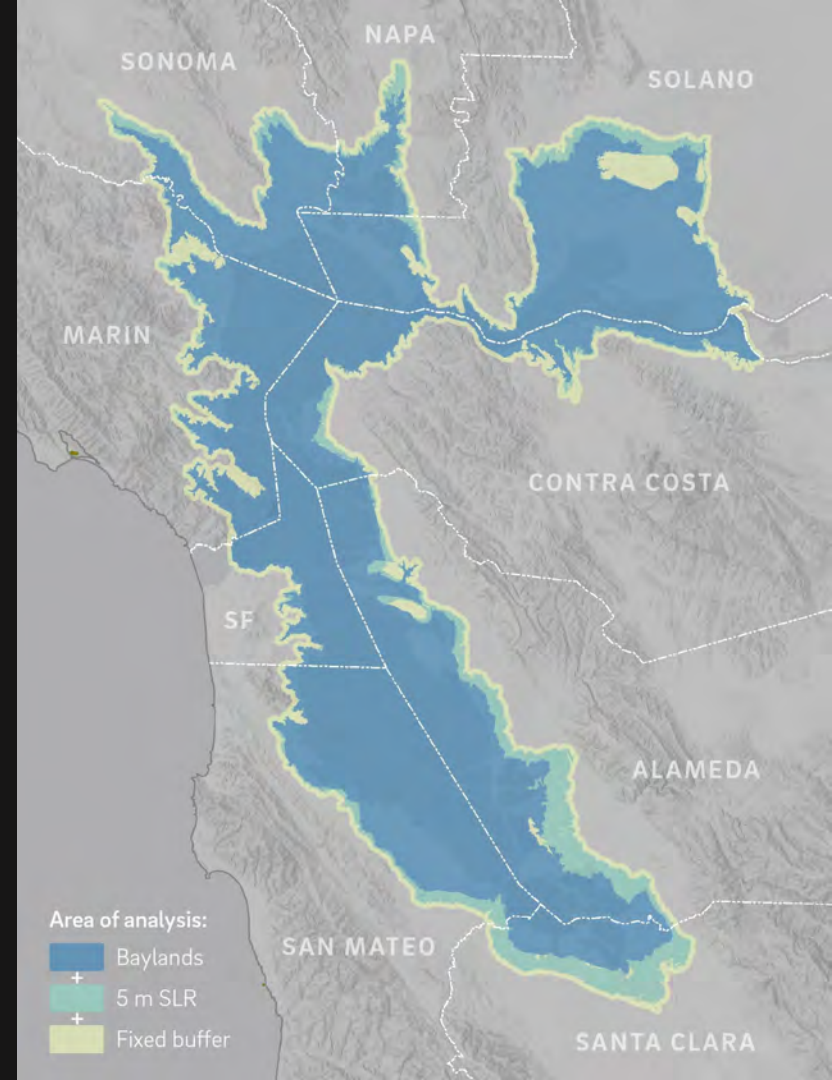 NAPA
SONOMA
SOLANO
MARIN
CONTRA COSTA
SF
ALAMEDA
Area of analysis:
Baylands
+
5 m SLR
+
Fixed buffer
SAN MATEO
SANTA CLARA